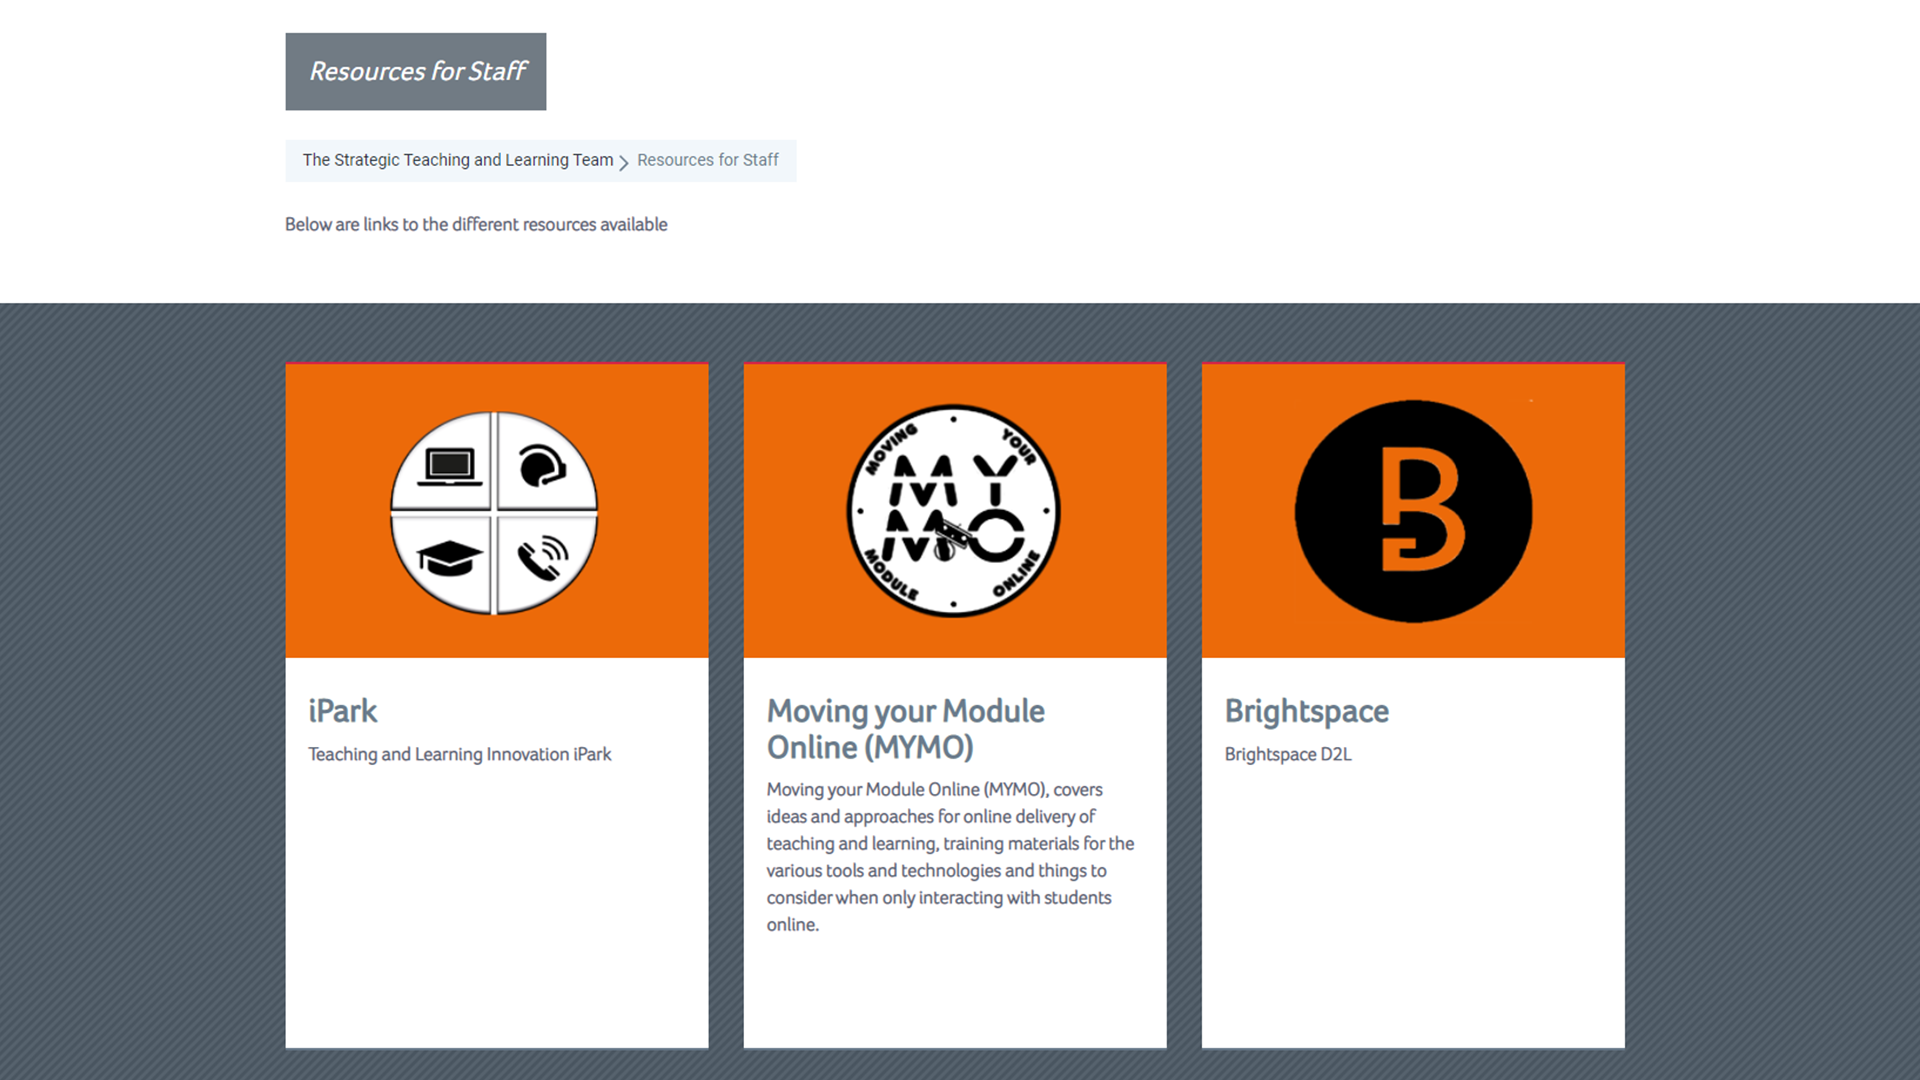 Resources for Staff
The Strategic Teaching and Learning Team > Resources for Staff
Below are links to the different resources available
MOVING YOUR
MY
MO
MODULE ONLINE
B
iPark
Teaching and Learning Innovation iPark
Moving your Module
Online (MYMO)
Moving your Module Online (MYMO), covers
ideas and approaches for online delivery of
teaching and learning, training materials for the
various tools and technologies and things to
consider when only interacting with students
online.
Brightspace
Brightspace D2L